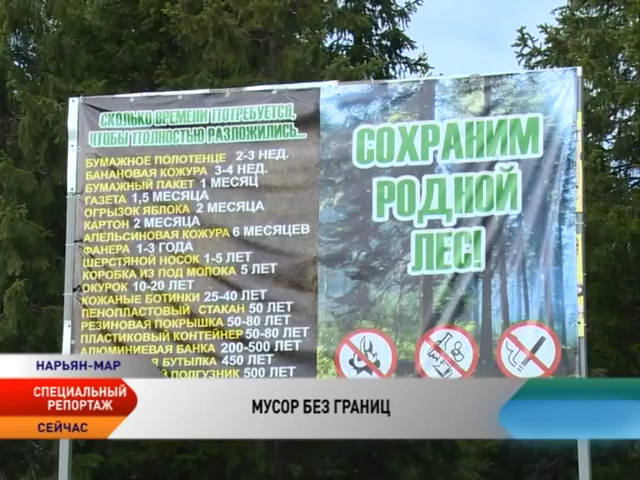 СКОЛЬКО ВРЕМЕНИ ПОТРЕБУЕТСЯ,
ЧТОБЫ ПОЛНОСТЬЮ РАЗЛОЖИЛИСЬ...
БУМАЖНОЕ ПОЛОТЕНЦЕ 2-3 НЕД.
БАНАНОВАЯ КОЖУРА 3-4 НЕД.
БУМАЖНЫЙ ПАКЕТ 1 МЕСЯЦ
ГАЗЕТА 1,5 МЕСЯЦА
ОГРЫЗОК ЯБЛОКА 2 МЕСЯЦА
КАРТОН 2 МЕСЯЦА
АПЕЛЬСИНОВАЯ КОЖУРА 6 МЕСЯЦЕВ
ФАНЕРА 1-3 ГОДА
ШЕРСТЯНОЙ НОСОК 1-5 ЛЕТ
КОРОБКА ИЗ ПОД МОЛОКА 5 ЛЕТ
ОКУРОК 10-20 ЛЕТ
КОЖАНЫЕ БОТИНКИ 25-40 ЛЕТ
ПЕНОПЛАСТОВЫЙ СТАКАН 50 ЛЕТ
РЕЗИНОВАЯ ПОКРЫШКА 50-80 ЛЕТ
ПЛАСТИКОВЫЙ КОНТЕЙНЕР 50-80 ЛЕТ
АЛЮМИНИЕВАЯ БАНКА 200-500 ЛЕТ
БУТЫЛКА 450 ЛЕТ
ПОДГУЗНИК 500 ЛЕТ
СОХРАНИМ
РОДНОЙ
ЛЕС!
НАРЬЯН-МАР
СПЕЦИАЛЬНЫЙ
РЕПОРТАЖ
СЕЙЧАС
МУСОР БЕЗ ГРАНИЦ